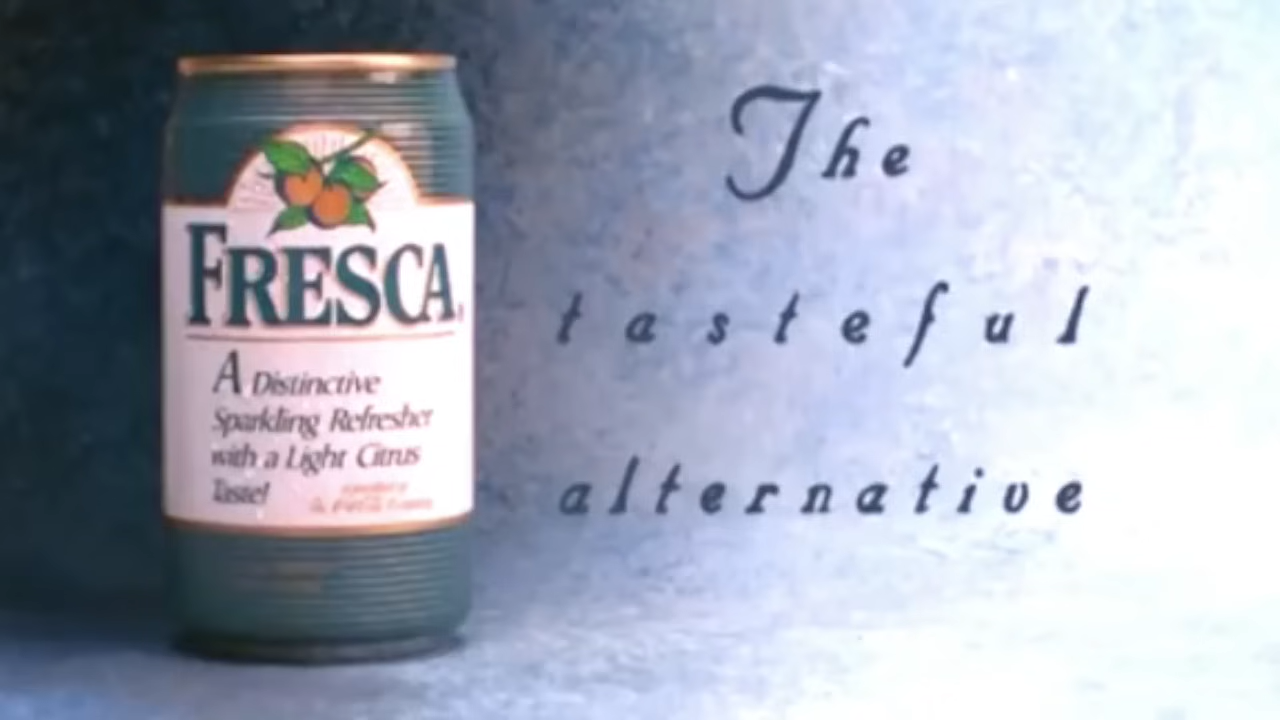 FRESCA
A Distinctive
Sparkling Refresher
with a Light Citrus
Taste!
The
tasteful
alternative